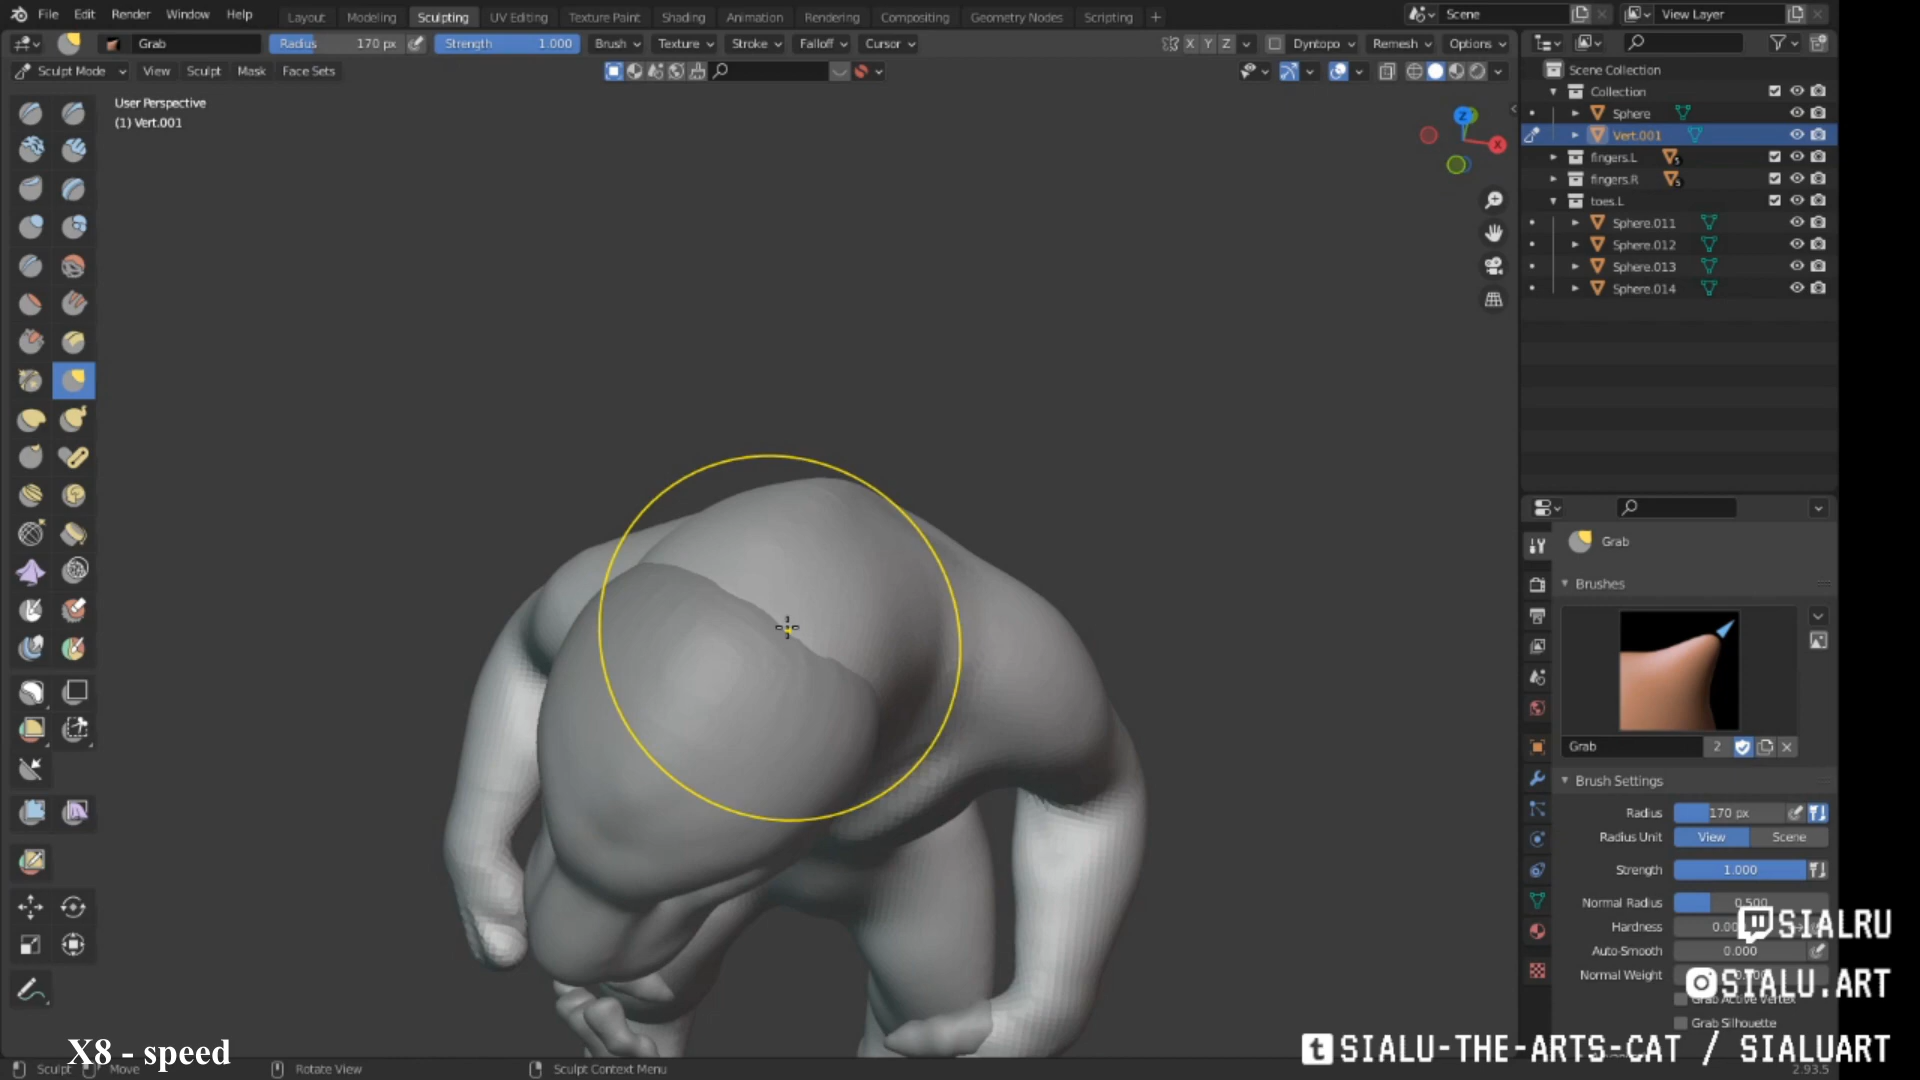 File Edit Render Window Help Layout Modeling Sculpting UV Editing Texture Paint Shading Animation Rendering Compositing Geometry Nodes Scripting + Scene View Layer
Grab Radius 170 px Strength 1.000 Brush Texture Stroke Falloff Cursor X Y Z Dyntopo Remesh Options
Sculpt Mode View Sculpt Mask Face Sets
User Perspective
(1) Vert.001
Z
X
Scene Collection
Collection
Sphere
Vert.001
fingers.L 5
fingers.R 5
toes.L
Sphere.011
Sphere.012
Sphere.013
Sphere.014
Grab
Brushes
Grab 2
Brush Settings
Radius 170 px
Radius Unit View Scene
Strength 1.000
Normal Radius 0.500
Hardness 0.00
Auto-Smooth 0.000
Normal Weight
Grab Active Vertex
Grab Silhouette
SIALRU
SIALU.ART
SIALU-THE-ARTS-CAT / SIALUART
X8 - speed
Sculpt Move Rotate View Sculpt Context Menu 2.93.5